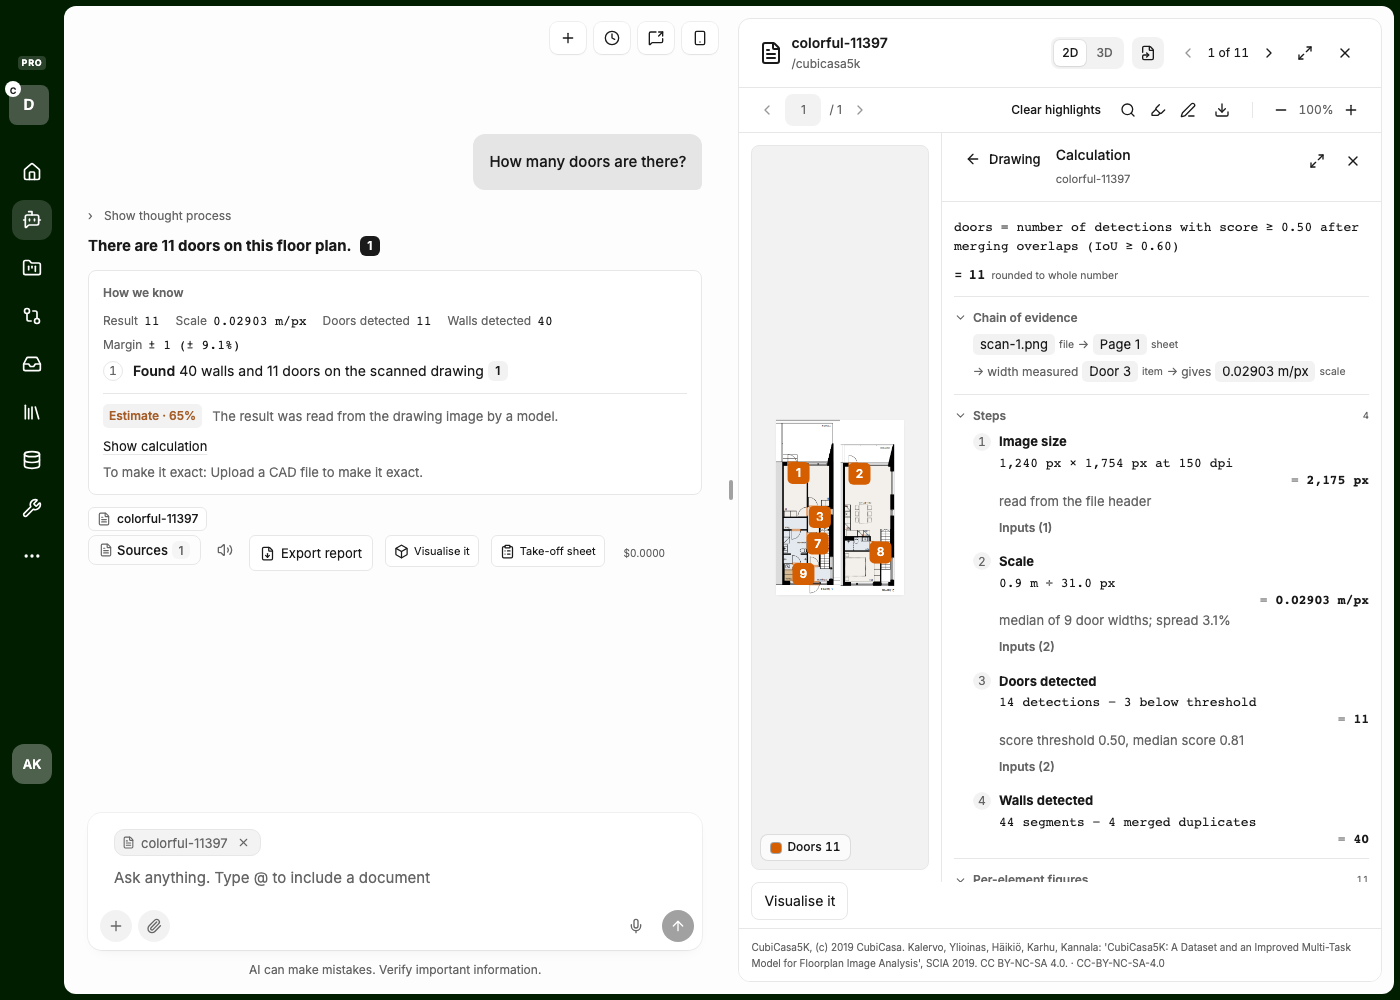 PRO
C
D
AK
How many doors are there?
Show thought process
There are 11 doors on this floor plan. 1
How we know
Result 11 Scale 0.02903 m/px Doors detected 11 Walls detected 40
Margin ± 1 (± 9.1%)
1 Found 40 walls and 11 doors on the scanned drawing 1
Estimate · 65% The result was read from the drawing image by a model.
Show calculation
To make it exact: Upload a CAD file to make it exact.
colorful-11397
Sources 1 Export report Visualise it Take-off sheet $0.0000
colorful-11397
Ask anything. Type @ to include a document
AI can make mistakes. Verify important information.
colorful-11397
/cubicasa5k
2D 3D 1 of 11
1 / 1 Clear highlights 100%
1
2
3
7
8
9
Doors 11
Visualise it
Drawing Calculation
colorful-11397
doors = number of detections with score ≥ 0.50 after
merging overlaps (IoU ≥ 0.60)
= 11 rounded to whole number
Chain of evidence
scan-1.png file → Page 1 sheet
→ width measured Door 3 item → gives 0.02903 m/px scale
Steps 4
1 Image size
1,240 px × 1,754 px at 150 dpi
= 2,175 px
read from the file header
Inputs (1)
2 Scale
0.9 m ÷ 31.0 px
= 0.02903 m/px
median of 9 door widths; spread 3.1%
Inputs (2)
3 Doors detected
14 detections − 3 below threshold
= 11
score threshold 0.50, median score 0.81
Inputs (2)
4 Walls detected
44 segments − 4 merged duplicates
= 40
Per-element figures 11
CubiCasa5K, (c) 2019 CubiCasa. Kalervo, Ylioinas, Häikiö, Karhu, Kannala: 'CubiCasa5K: A Dataset and an Improved Multi-Task
Model for Floorplan Image Analysis', SCIA 2019. CC BY-NC-SA 4.0. · CC-BY-NC-SA-4.0